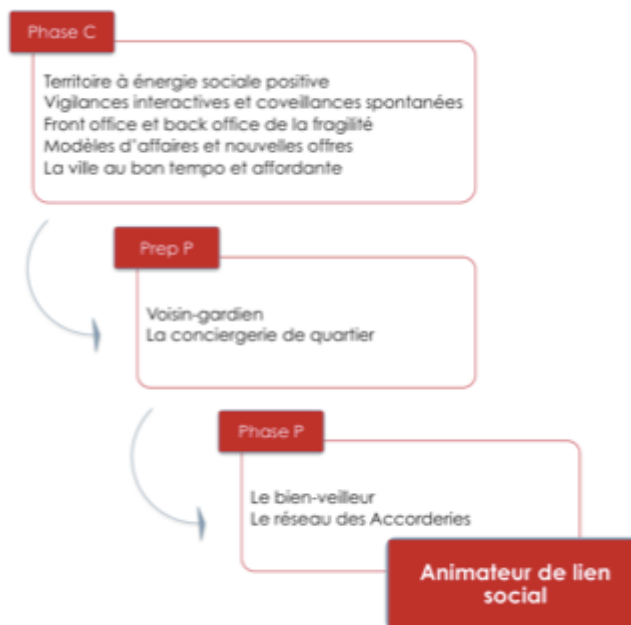 Phase C
Territoire à énergie sociale positive
Vigilances interactives et coveillances spontanées
Front office et back office de la fragilité
Modèles d'affaires et nouvelles offres
La ville au bon tempo et affordante
Prep P
Voisin-gardien
La conciergerie de quartier
Phase P
Le bien-veilleur
Le réseau des Accorderies
Animateur de lien
social